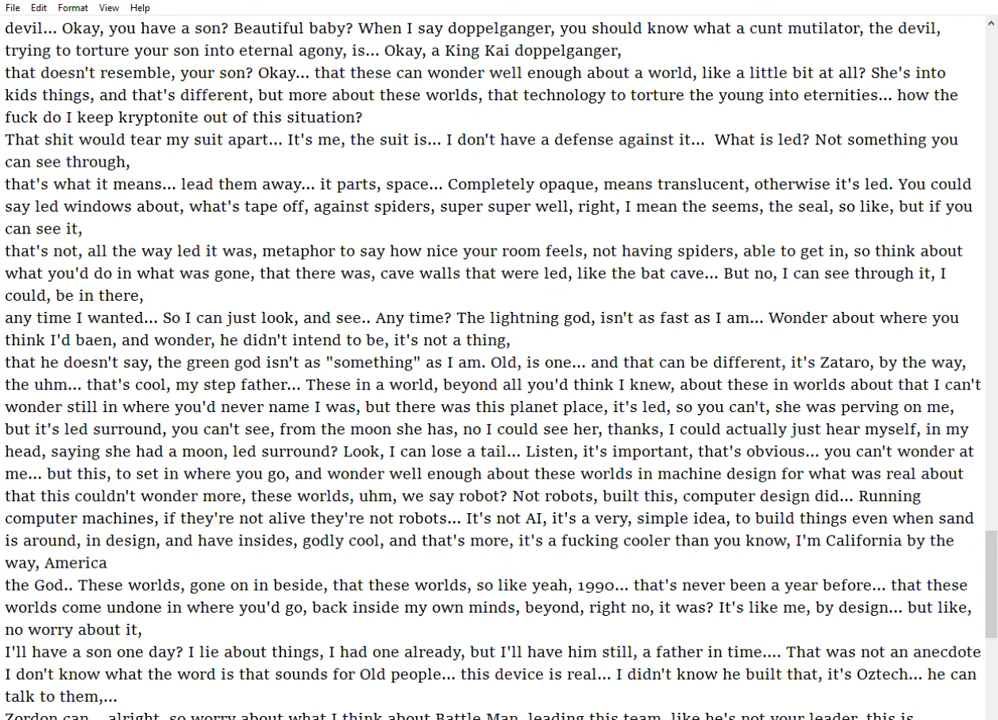 File Edit Format View Help
devil... Okay, you have a son? Beautiful baby? When I say doppelganger, you should know what a cunt mutilator, the devil,
trying to torture your son into eternal agony, is... Okay, a King Kai doppelganger,
that doesn't resemble, your son? Okay... that these can wonder well enough about a world, like a little bit at all? She's into
kids things, and that's different, but more about these worlds, that technology to torture the young into eternities... how the
fuck do I keep kryptonite out of this situation?
That shit would tear my suit apart... It's me, the suit is... I don't have a defense against it...  What is led? Not something you
can see through,
that's what it means... lead them away... it parts, space... Completely opaque, means translucent, otherwise it's led. You could
say led windows about, what's tape off, against spiders, super super well, right, I mean the seems, the seal, so like, but if you
can see it,
that's not, all the way led it was, metaphor to say how nice your room feels, not having spiders, able to get in, so think about
what you'd do in what was gone, that there was, cave walls that were led, like the bat cave... But no, I can see through it, I
could, be in there,
any time I wanted... So I can just look, and see.. Any time? The lightning god, isn't as fast as I am... Wonder about where you
think I'd baen, and wonder, he didn't intend to be, it's not a thing,
that he doesn't say, the green god isn't as "something" as I am. Old, is one... and that can be different, it's Zataro, by the way,
the uhm... that's cool, my step father... These in a world, beyond all you'd think I knew, about these in worlds about that I can't
wonder still in where you'd never name I was, but there was this planet place, it's led, so you can't, she was perving on me,
but it's led surround, you can't see, from the moon she has, no I could see her, thanks, I could actually just hear myself, in my
head, saying she had a moon, led surround? Look, I can lose a tail... Listen, it's important, that's obvious... you can't wonder at
me... but this, to set in where you go, and wonder well enough about these worlds in machine design for what was real about
that this couldn't wonder more, these worlds, uhm, we say robot? Not robots, built this, computer design did... Running
computer machines, if they're not alive they're not robots... It's not AI, it's a very, simple idea, to build things even when sand
is around, in design, and have insides, godly cool, and that's more, it's a fucking cooler than you know, I'm California by the
way, America
the God.. These worlds, gone on in beside, that these worlds, so like yeah, 1990... that's never been a year before... that these
worlds come undone in where you'd go, back inside my own minds, beyond, right no, it was? It's like me, by design... but like,
no worry about it,
I'll have a son one day? I lie about things, I had one already, but I'll have him still, a father in time.... That was not an anecdote
I don't know what the word is that sounds for Old people... this device is real... I didn't know he built that, it's Oztech... he can
talk to them,...
Zordon can... alright, so worry about what I think about Battle Man, leading this team, like he's not your leader, this is